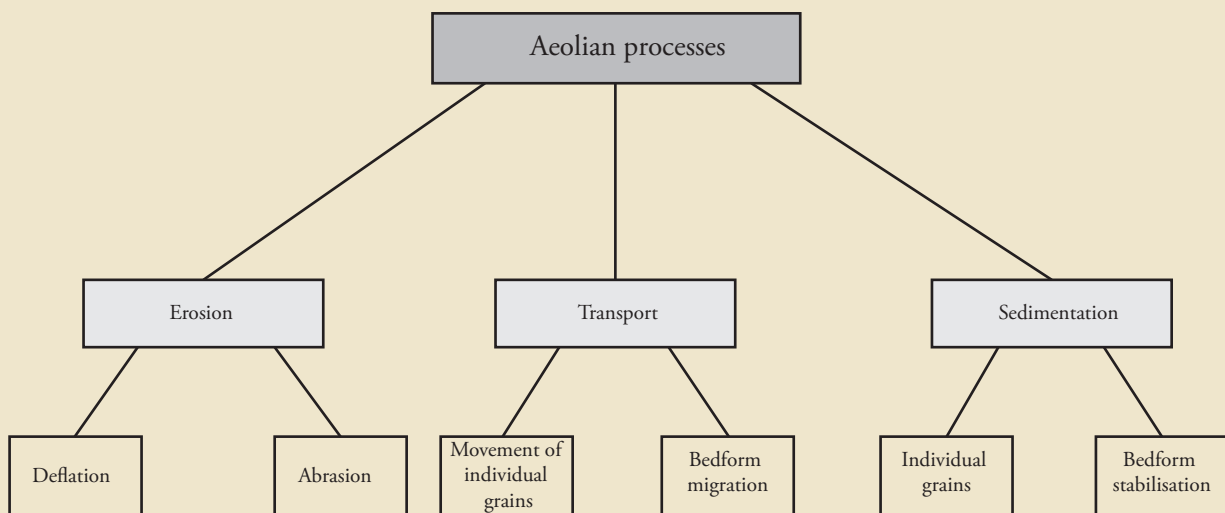 Aeolian processes
Erosion
Transport
Sedimentation
Deflation
Abrasion
Movement of
individual
grains
Bedform
migration
Individual
grains
Bedform
stabilisation